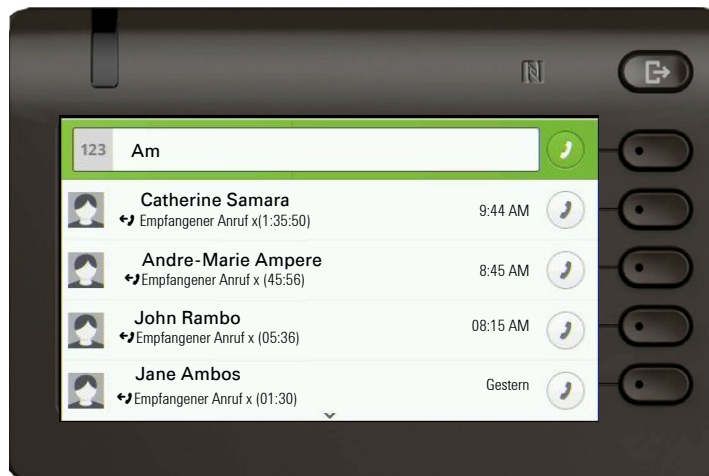 123 Am
Catherine Samara
Empfangener Anruf x(1:35:50) 9:44 AM
Andre-Marie Ampere
Empfangener Anruf x (45:56) 8:45 AM
John Rambo
Empfangener Anruf x (05:36) 08:15 AM
Jane Ambos
Empfangener Anruf x (01:30) Gestern